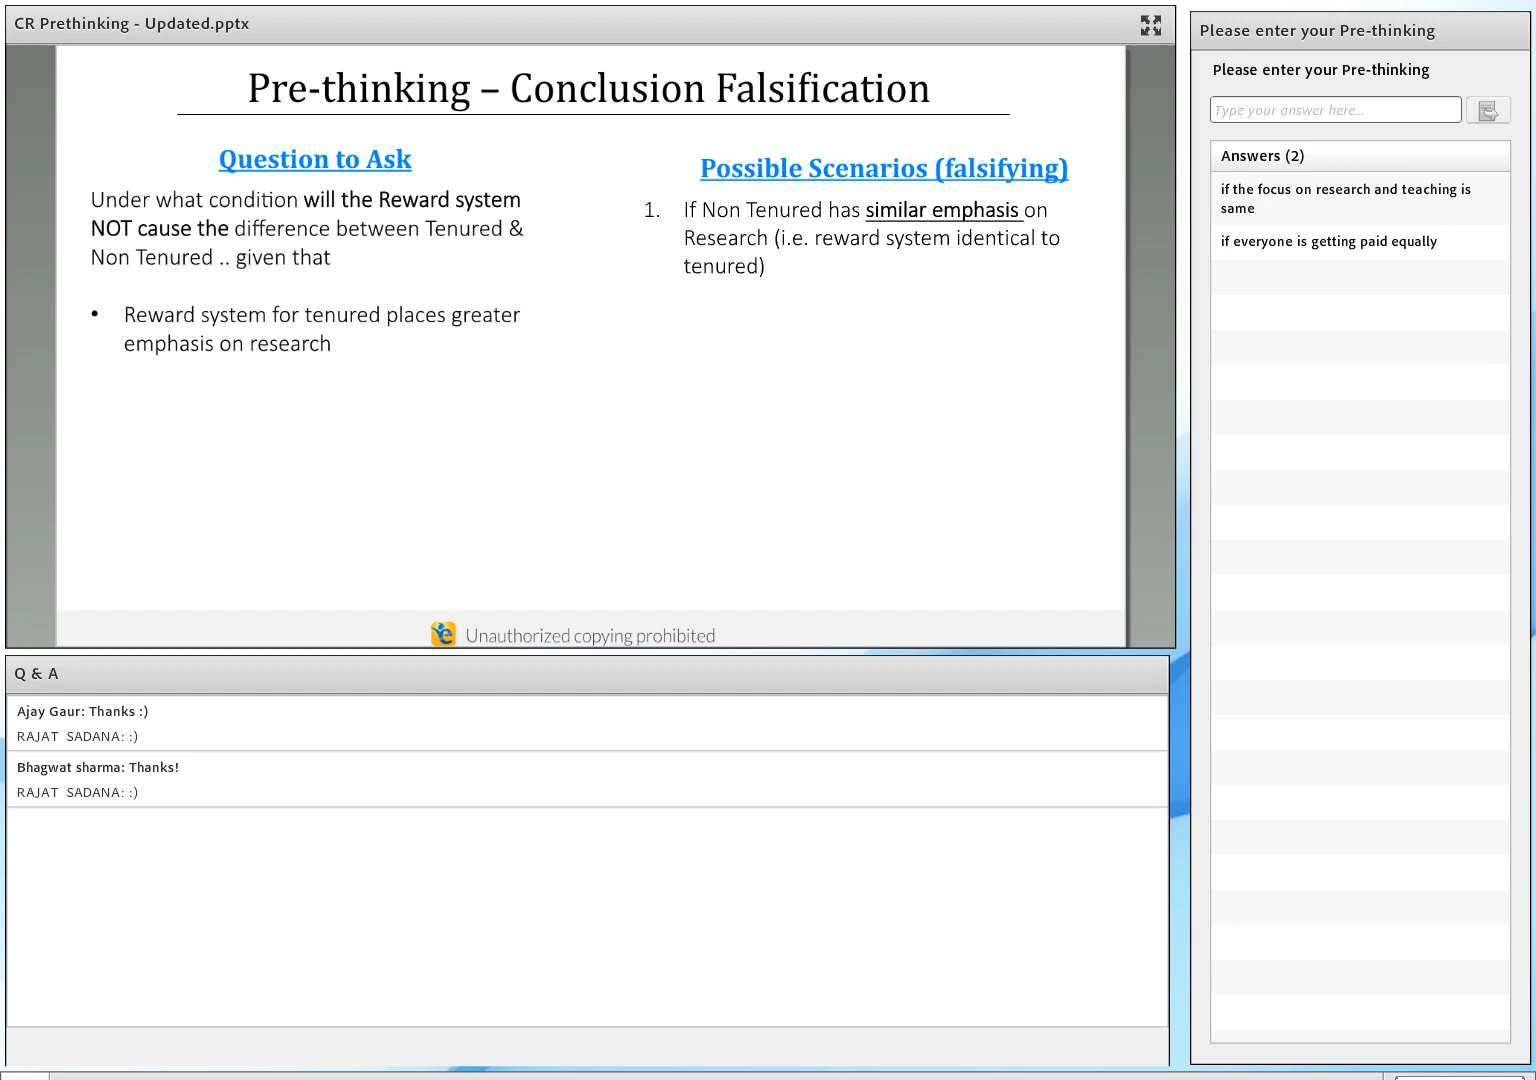 CR Prethinking - Updated.pptx
Pre-thinking – Conclusion Falsification
Question to Ask
Under what condition will the Reward system
NOT cause the difference between Tenured &
Non Tenured .. given that
• Reward system for tenured places greater
emphasis on research
Possible Scenarios (falsifying)
1. If Non Tenured has similar emphasis on
Research (i.e. reward system identical to
tenured)
Unauthorized copying prohibited
Q & A
Ajay Gaur: Thanks :)
RAJAT SADANA: :)
Bhagwat sharma: Thanks!
RAJAT SADANA: :)
Please enter your Pre-thinking
Please enter your Pre-thinking
Type your answer here...
Answers (2)
if the focus on research and teaching is
same
if everyone is getting paid equally